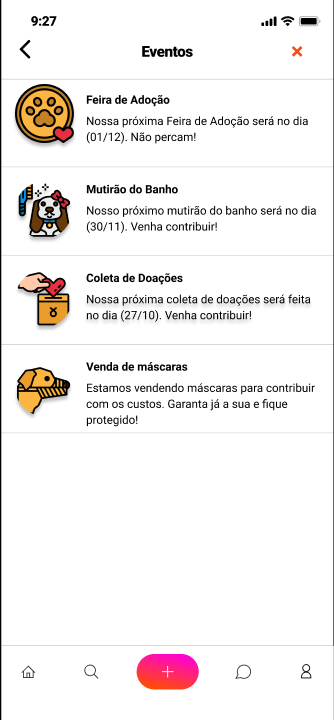 9:27
Eventos
Feira de Adoção
Nossa próxima Feira de Adoção será no dia
(01/12). Não percam!
Mutirão do Banho
Nosso próximo mutirão do banho será no dia
(30/11). Venha contribuir!
Coleta de Doações
Nossa próxima coleta de doações será feita
no dia (27/10). Venha contribuir!
Venda de máscaras
Estamos vendendo máscaras para contribuir
com os custos. Garanta já a sua e fique
protegido!